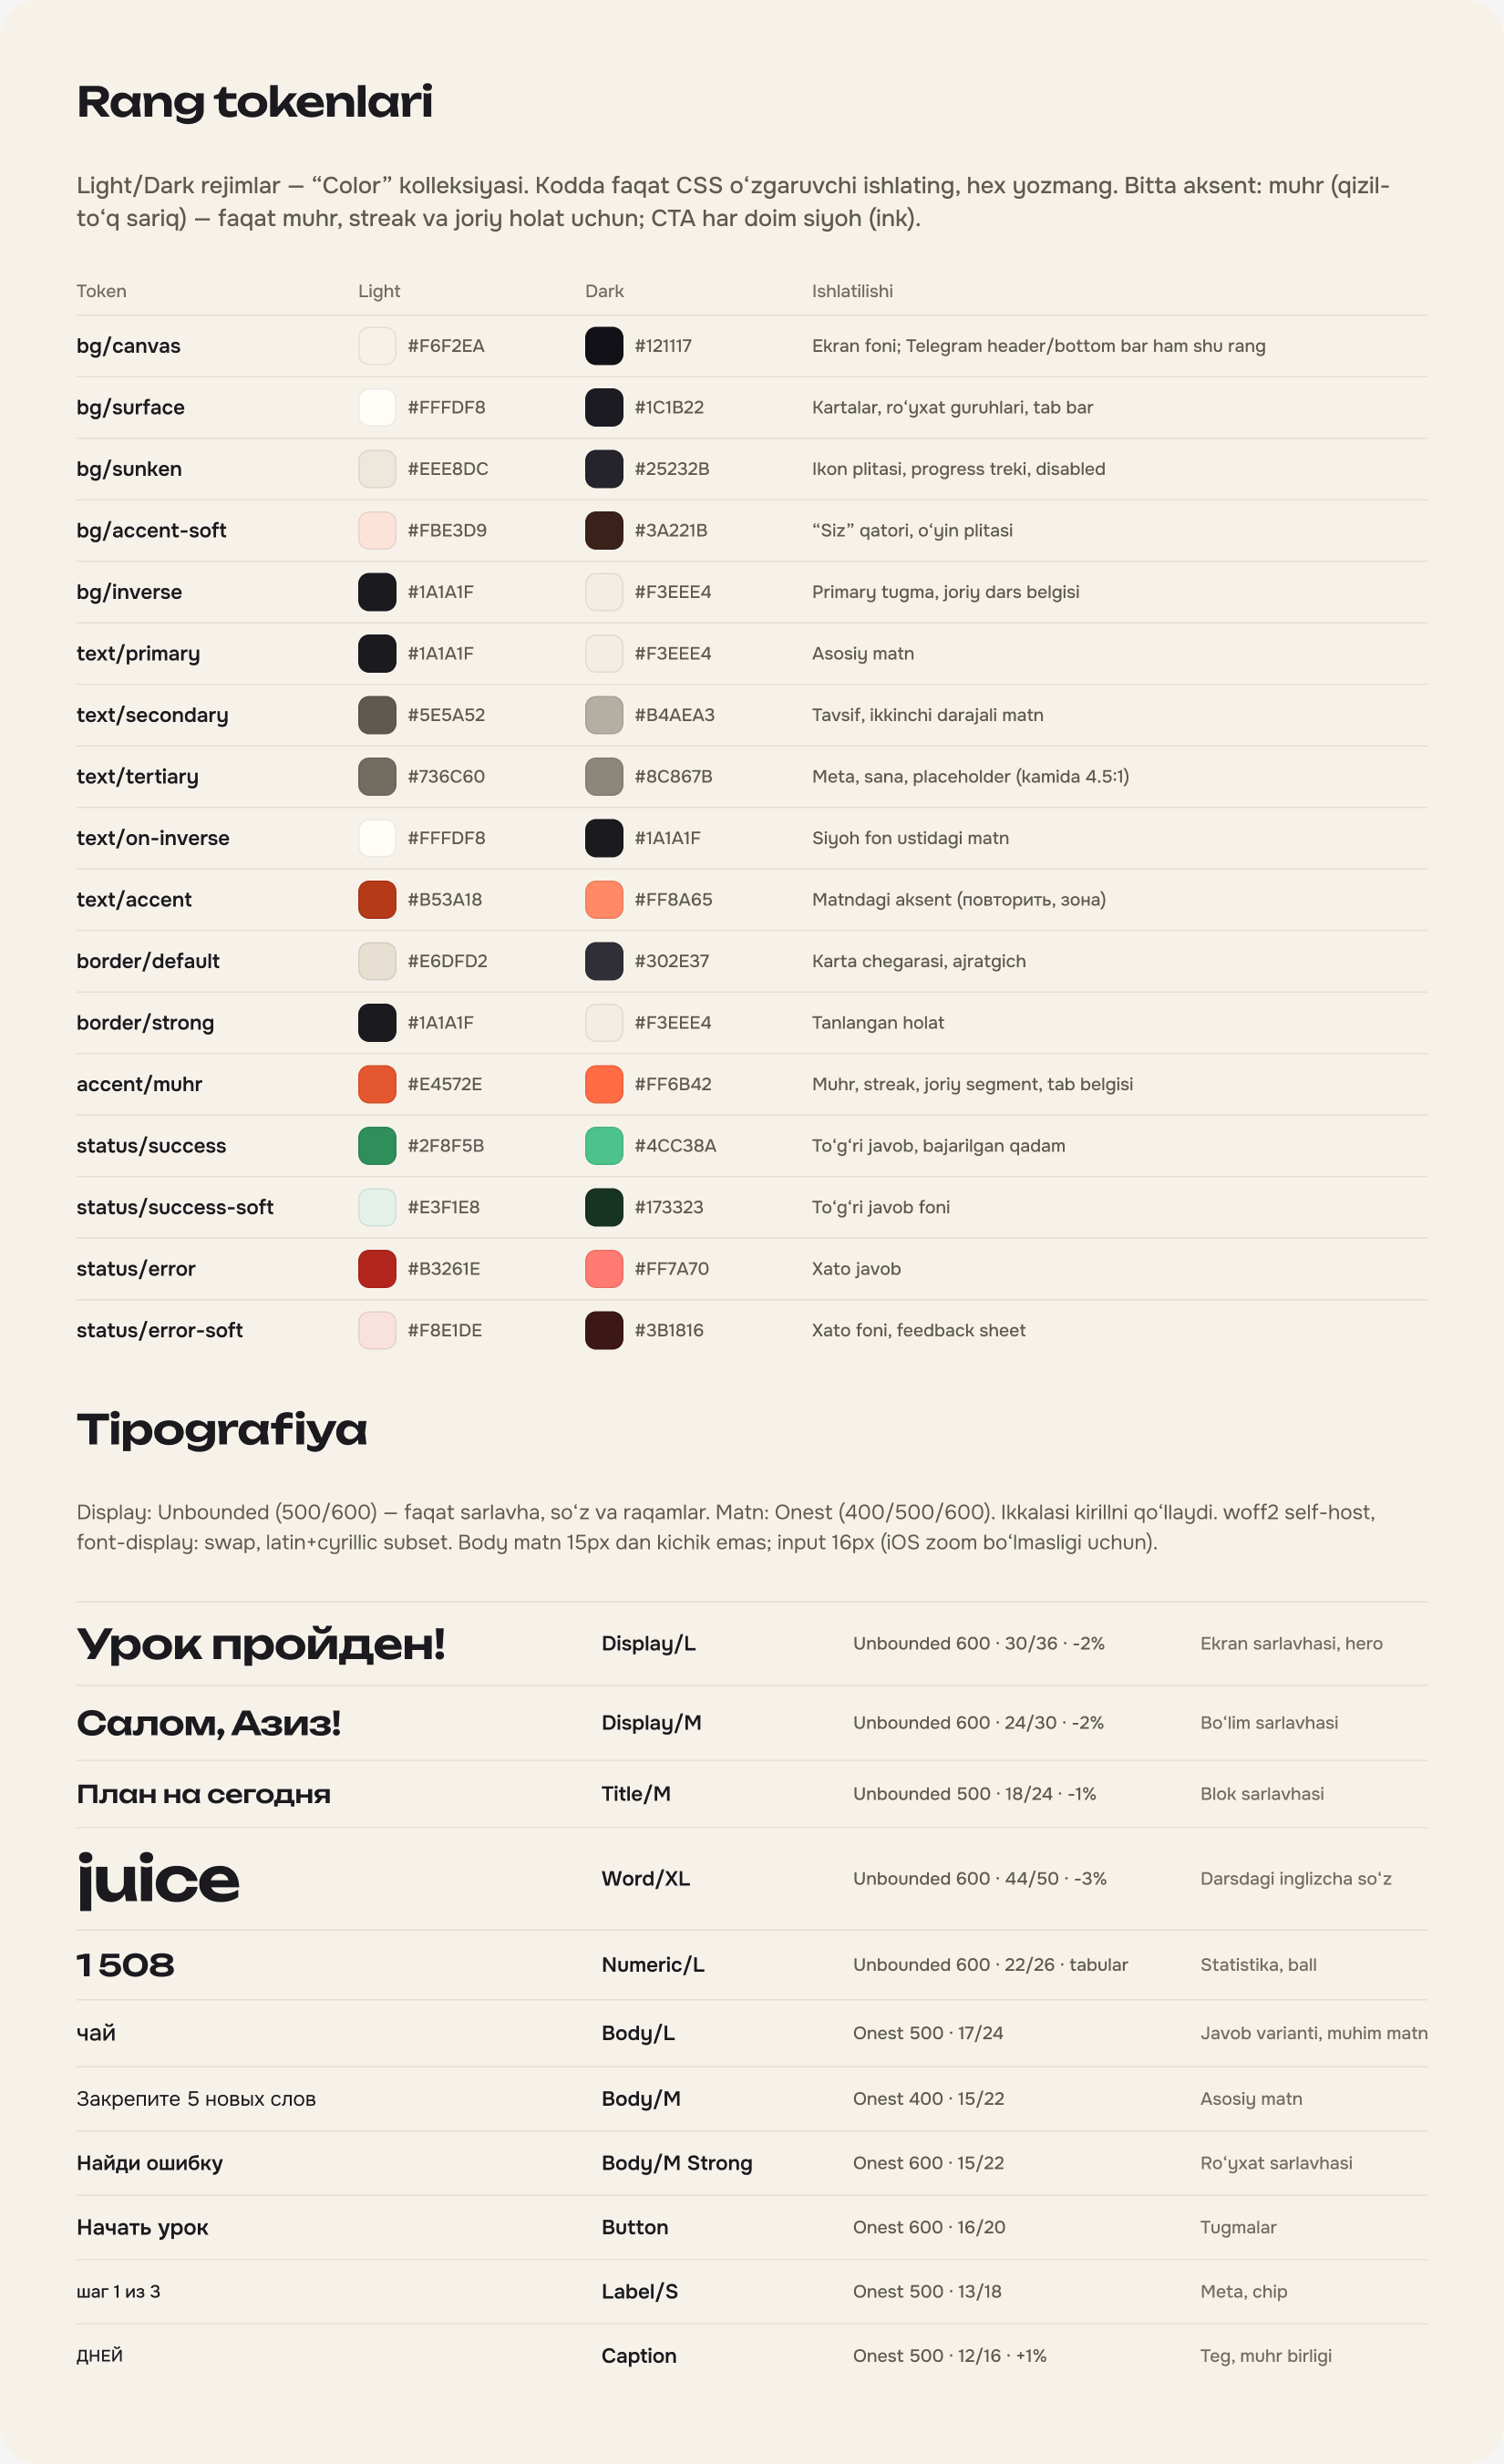 Rang tokenlari
Light/Dark rejimlar — “Color” kolleksiyasi. Kodda faqat CSS o‘zgaruvchi ishlating, hex yozmang. Bitta aksent: muhr (qizil-
to‘q sariq) — faqat muhr, streak va joriy holat uchun; CTA har doim siyoh (ink).
Token Light Dark Ishlatilishi
bg/canvas #F6F2EA #121117 Ekran foni; Telegram header/bottom bar ham shu rang
bg/surface #FFFDF8 #1C1B22 Kartalar, ro‘yxat guruhlari, tab bar
bg/sunken #EEE8DC #25232B Ikon plitasi, progress treki, disabled
bg/accent-soft #FBE3D9 #3A221B “Siz” qatori, o‘yin plitasi
bg/inverse #1A1A1F #F3EEE4 Primary tugma, joriy dars belgisi
text/primary #1A1A1F #F3EEE4 Asosiy matn
text/secondary #5E5A52 #B4AEA3 Tavsif, ikkinchi darajali matn
text/tertiary #736C60 #8C867B Meta, sana, placeholder (kamida 4.5:1)
text/on-inverse #FFFDF8 #1A1A1F Siyoh fon ustidagi matn
text/accent #B53A18 #FF8A65 Matndagi aksent (повторить, зона)
border/default #E6DFD2 #302E37 Karta chegarasi, ajratgich
border/strong #1A1A1F #F3EEE4 Tanlangan holat
accent/muhr #E4572E #FF6B42 Muhr, streak, joriy segment, tab belgisi
status/success #2F8F5B #4CC38A To‘g‘ri javob, bajarilgan qadam
status/success-soft #E3F1E8 #173323 To‘g‘ri javob foni
status/error #B3261E #FF7A70 Xato javob
status/error-soft #F8E1DE #3B1816 Xato foni, feedback sheet
Tipografiya
Display: Unbounded (500/600) — faqat sarlavha, so‘z va raqamlar. Matn: Onest (400/500/600). Ikkalasi kirillni qo‘llaydi. woff2 self-host,
font-display: swap, latin+cyrillic subset. Body matn 15px dan kichik emas; input 16px (iOS zoom bo‘lmasligi uchun).
Урок пройден! Display/L Unbounded 600 · 30/36 · -2% Ekran sarlavhasi, hero
Салом, Азиз! Display/M Unbounded 600 · 24/30 · -2% Bo‘lim sarlavhasi
План на сегодня Title/M Unbounded 500 · 18/24 · -1% Blok sarlavhasi
juice Word/XL Unbounded 600 · 44/50 · -3% Darsdagi inglizcha so‘z
1 508 Numeric/L Unbounded 600 · 22/26 · tabular Statistika, ball
чай Body/L Onest 500 · 17/24 Javob varianti, muhim matn
Закрепите 5 новых слов Body/M Onest 400 · 15/22 Asosiy matn
Найди ошибку Body/M Strong Onest 600 · 15/22 Ro‘yxat sarlavhasi
Начать урок Button Onest 600 · 16/20 Tugmalar
шаг 1 из 3 Label/S Onest 500 · 13/18 Meta, chip
ДНЕЙ Caption Onest 500 · 12/16 · +1% Teg, muhr birligi